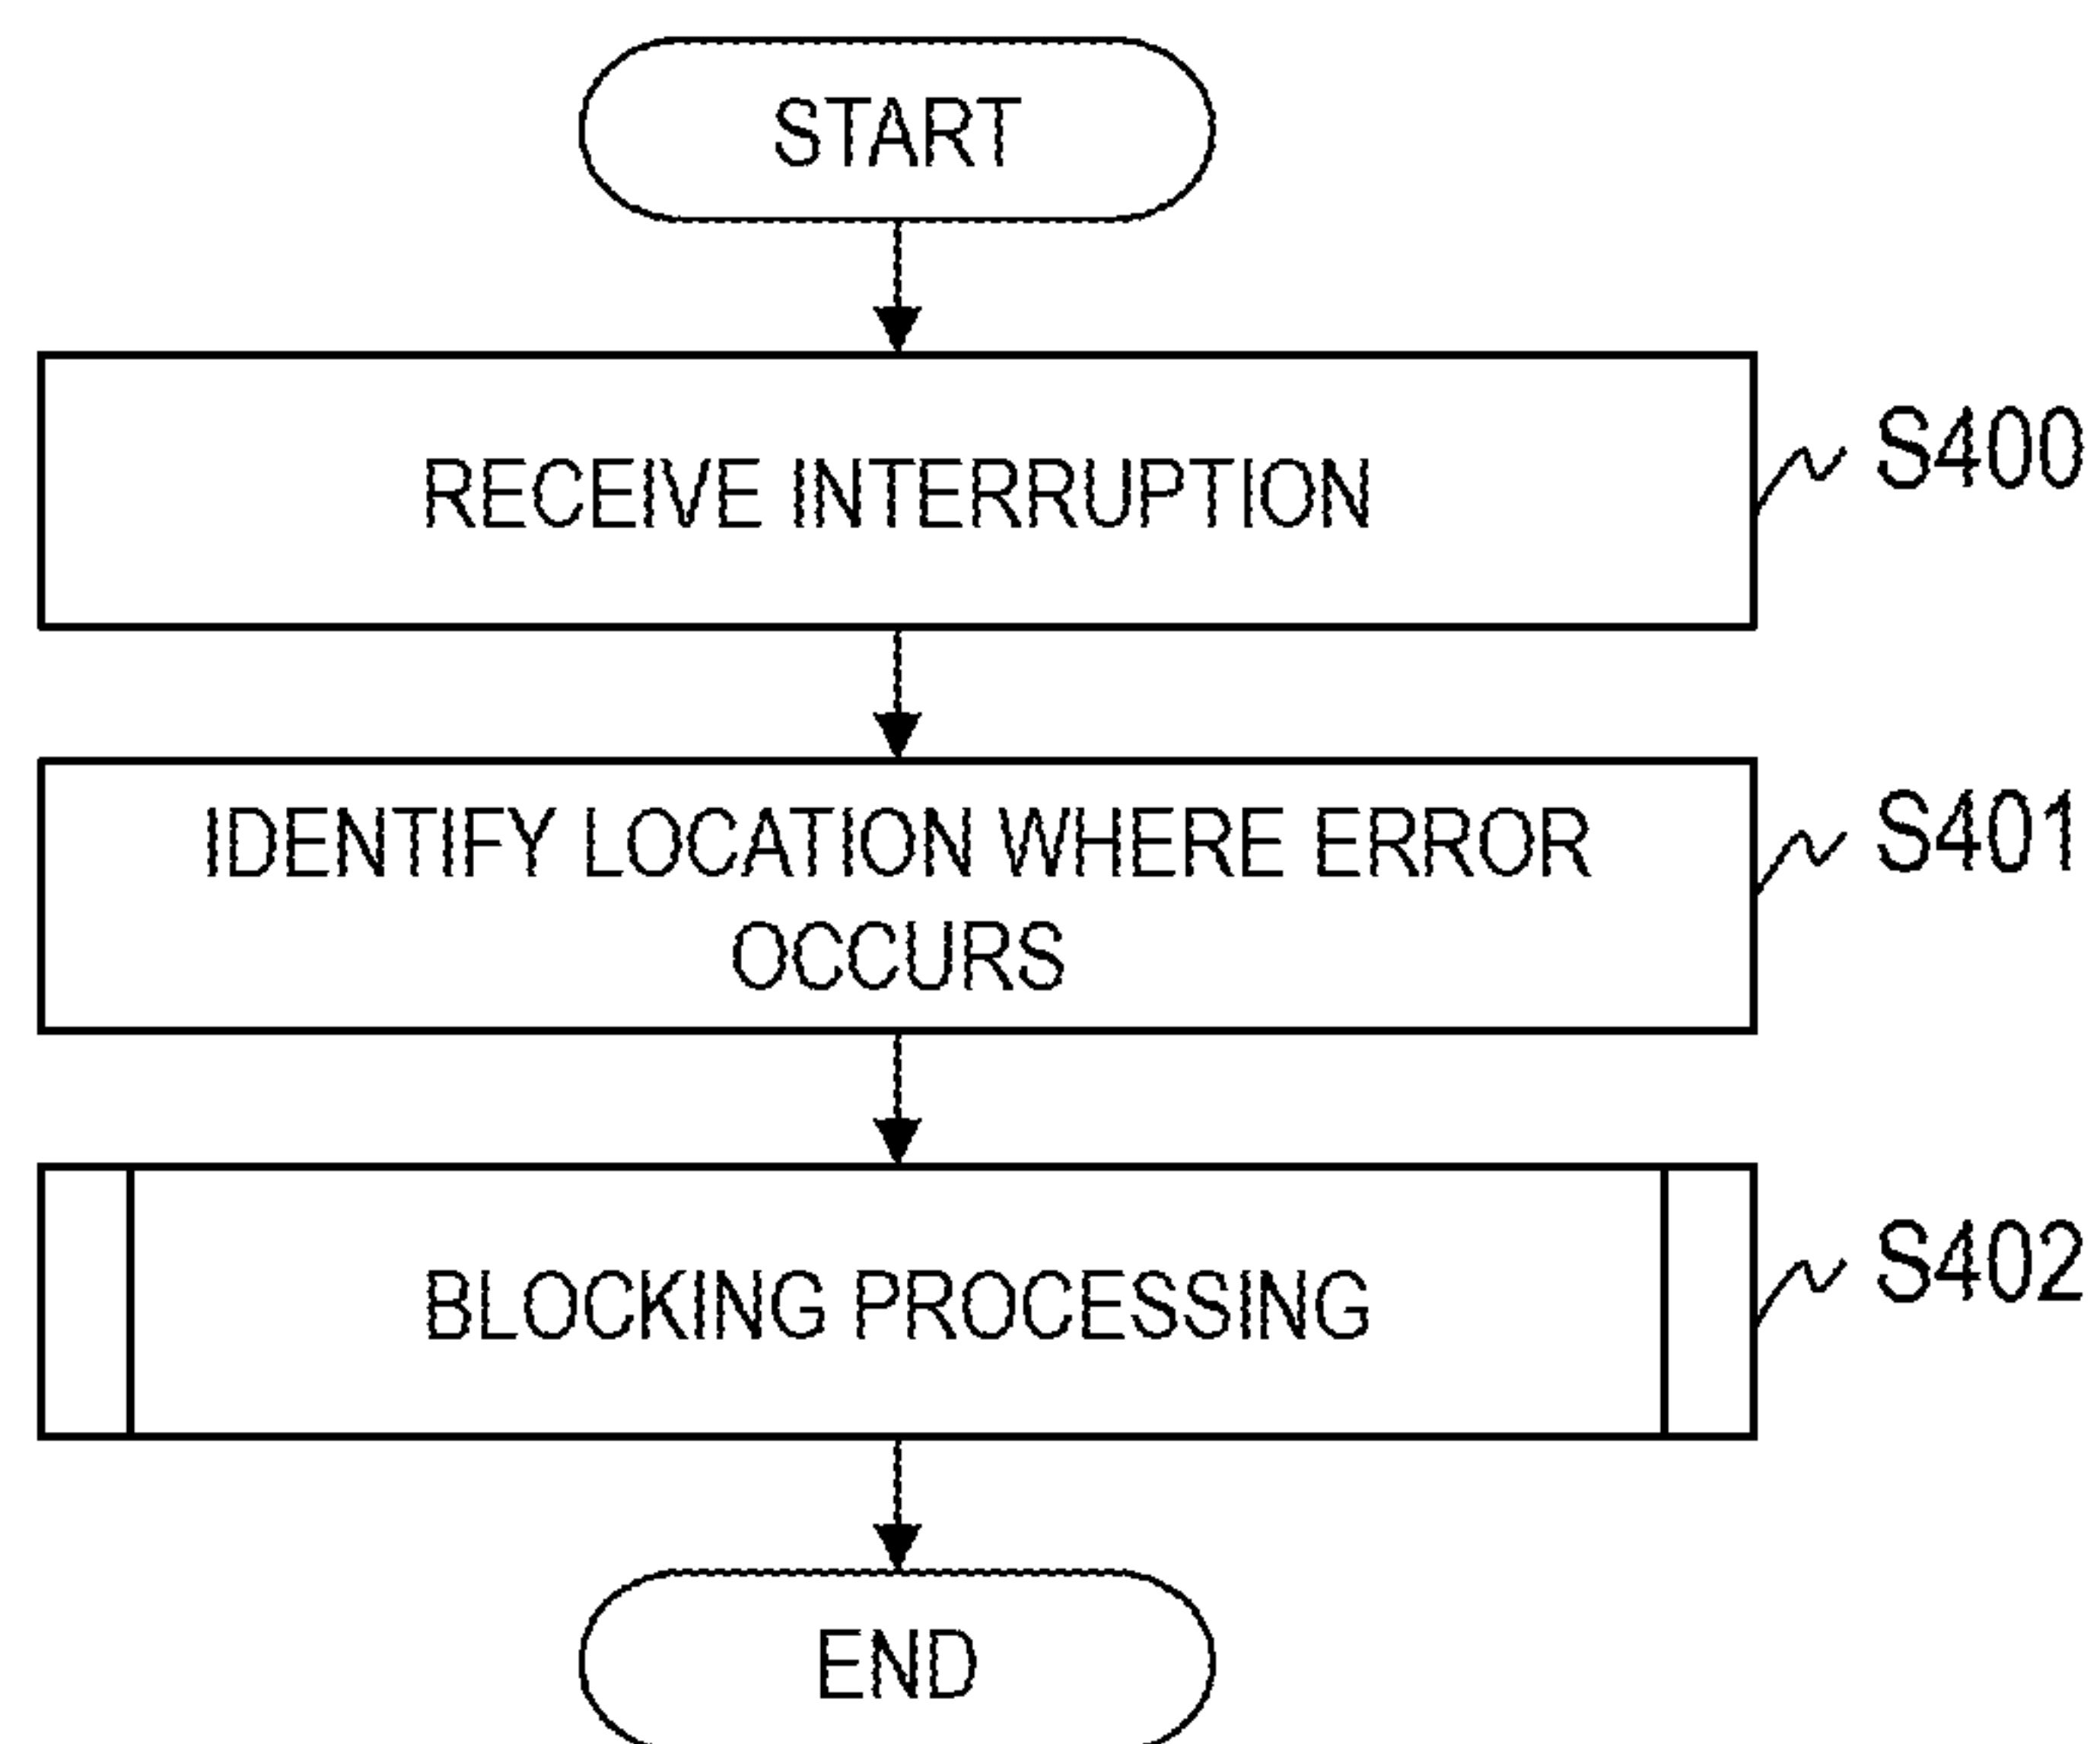 START
RECEIVE INTERRUPTION
S400
IDENTIFY LOCATION WHERE ERROR
OCCURS
S401
BLOCKING PROCESSING
S402
END